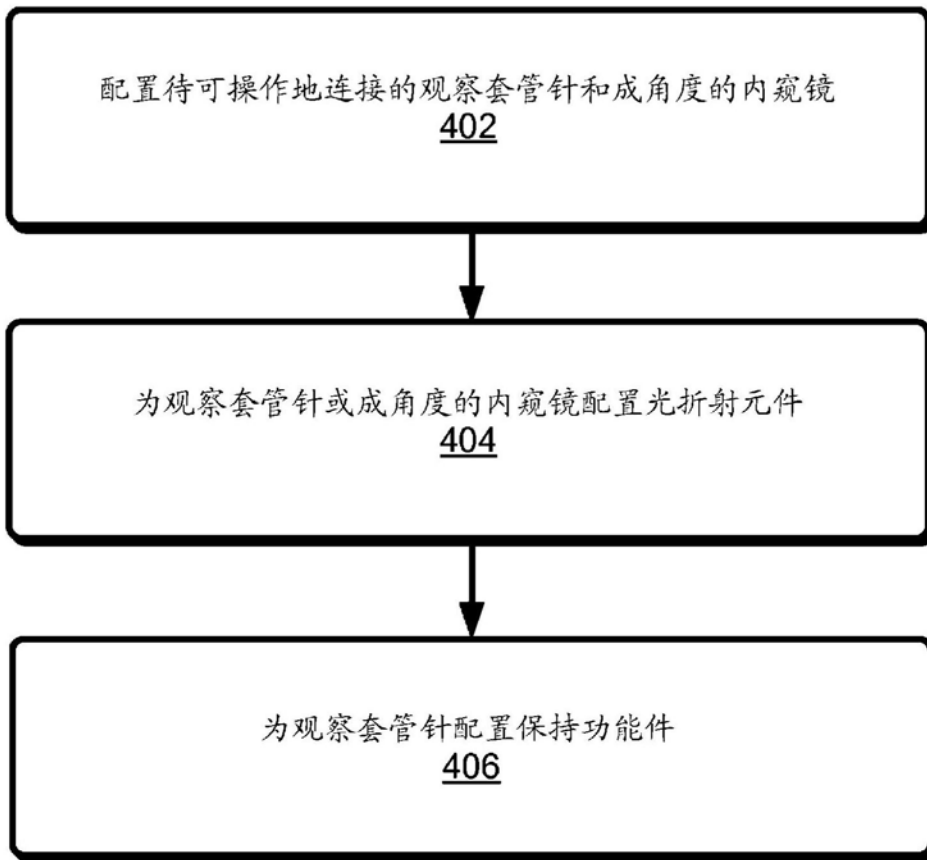 配置待可操作地连接的观察套管针和成角度的内窥镜
402
为观察套管针或成角度的内窥镜配置光折射元件
404
为观察套管针配置保持功能件
406